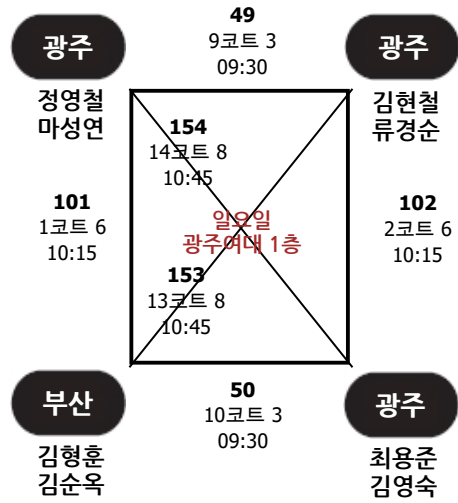 49
9코트 3
09:30
광주
정영철
마성연
광주
김현철
류경순
154
14코트 8
10:45
101
1코트 6
10:15
일요일
광주여대 1층
102
2코트 6
10:15
153
13코트 8
10:45
부산
김형훈
김순옥
50
10코트 3
09:30
광주
최용준
김영숙